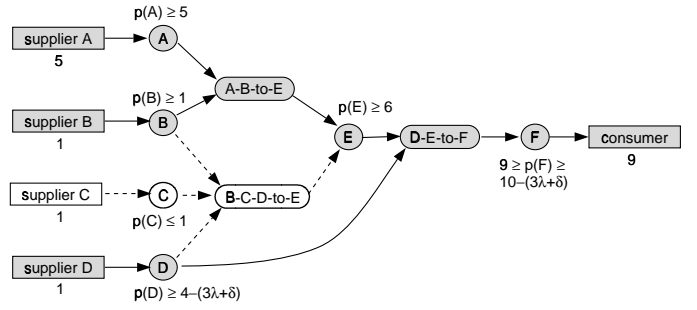 p(A) ≥ 5
supplier A
A
5
A-B-to-E
p(B) ≥ 1
p(E) ≥ 6
supplier B
B
E
D-E-to-F
F
consumer
1
9 ≥ p(F) ≥
9
10–(3λ+δ)
supplier C
C
B-C-D-to-E
1
p(C) ≤ 1
supplier D
D
1
p(D) ≥ 4–(3λ+δ)